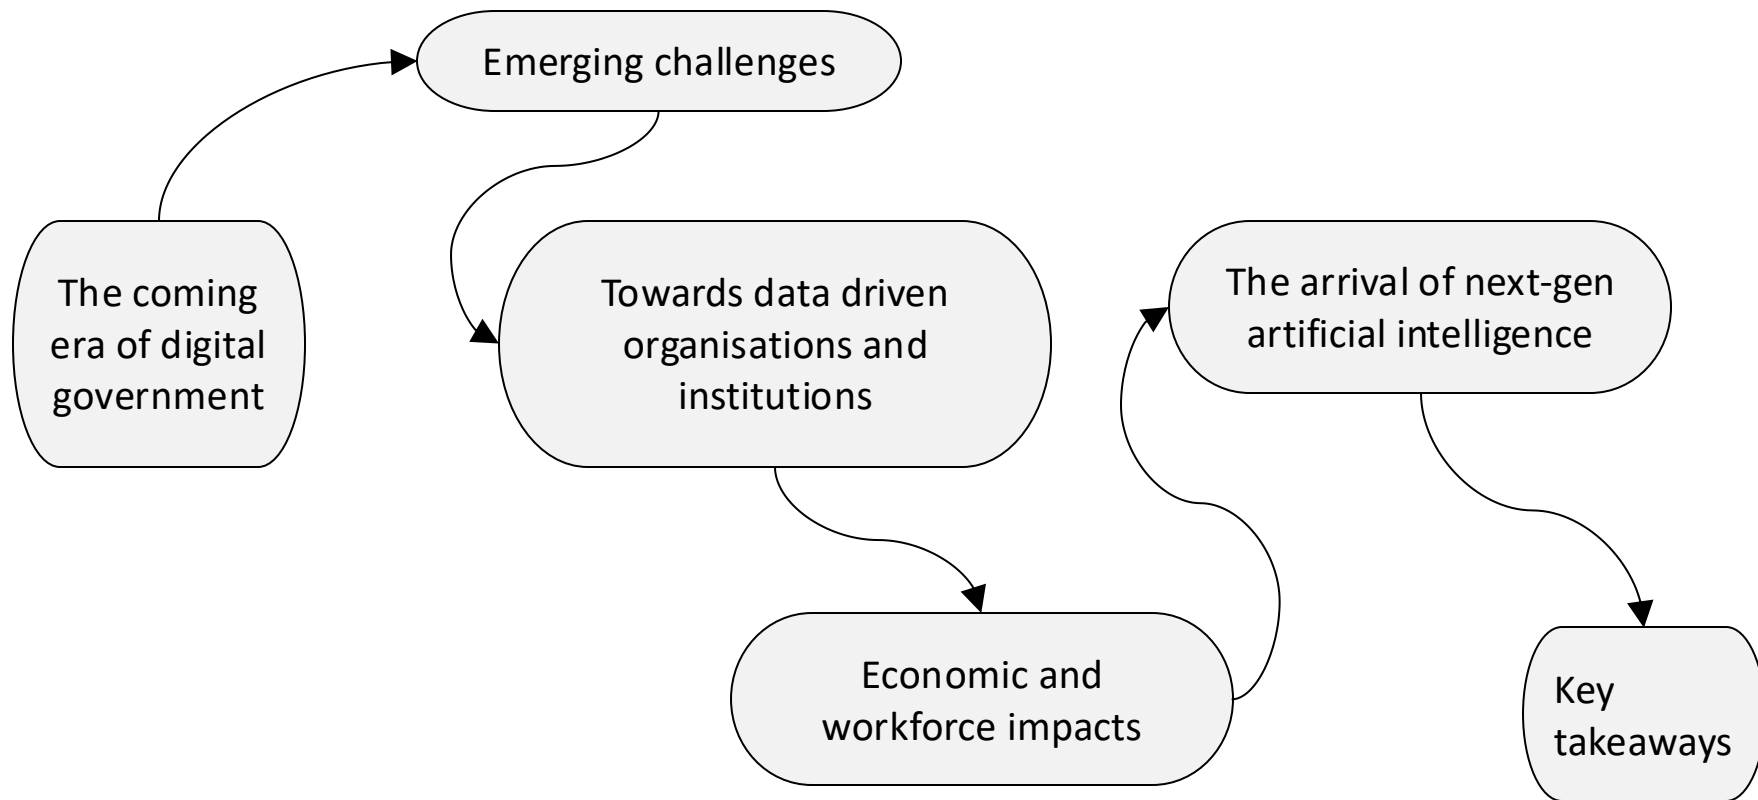 Emerging challenges
The coming
era of digital
government
Towards data driven
organisations and
institutions
Economic and
workforce impacts
The arrival of next-gen
artificial intelligence
Key
takeaways